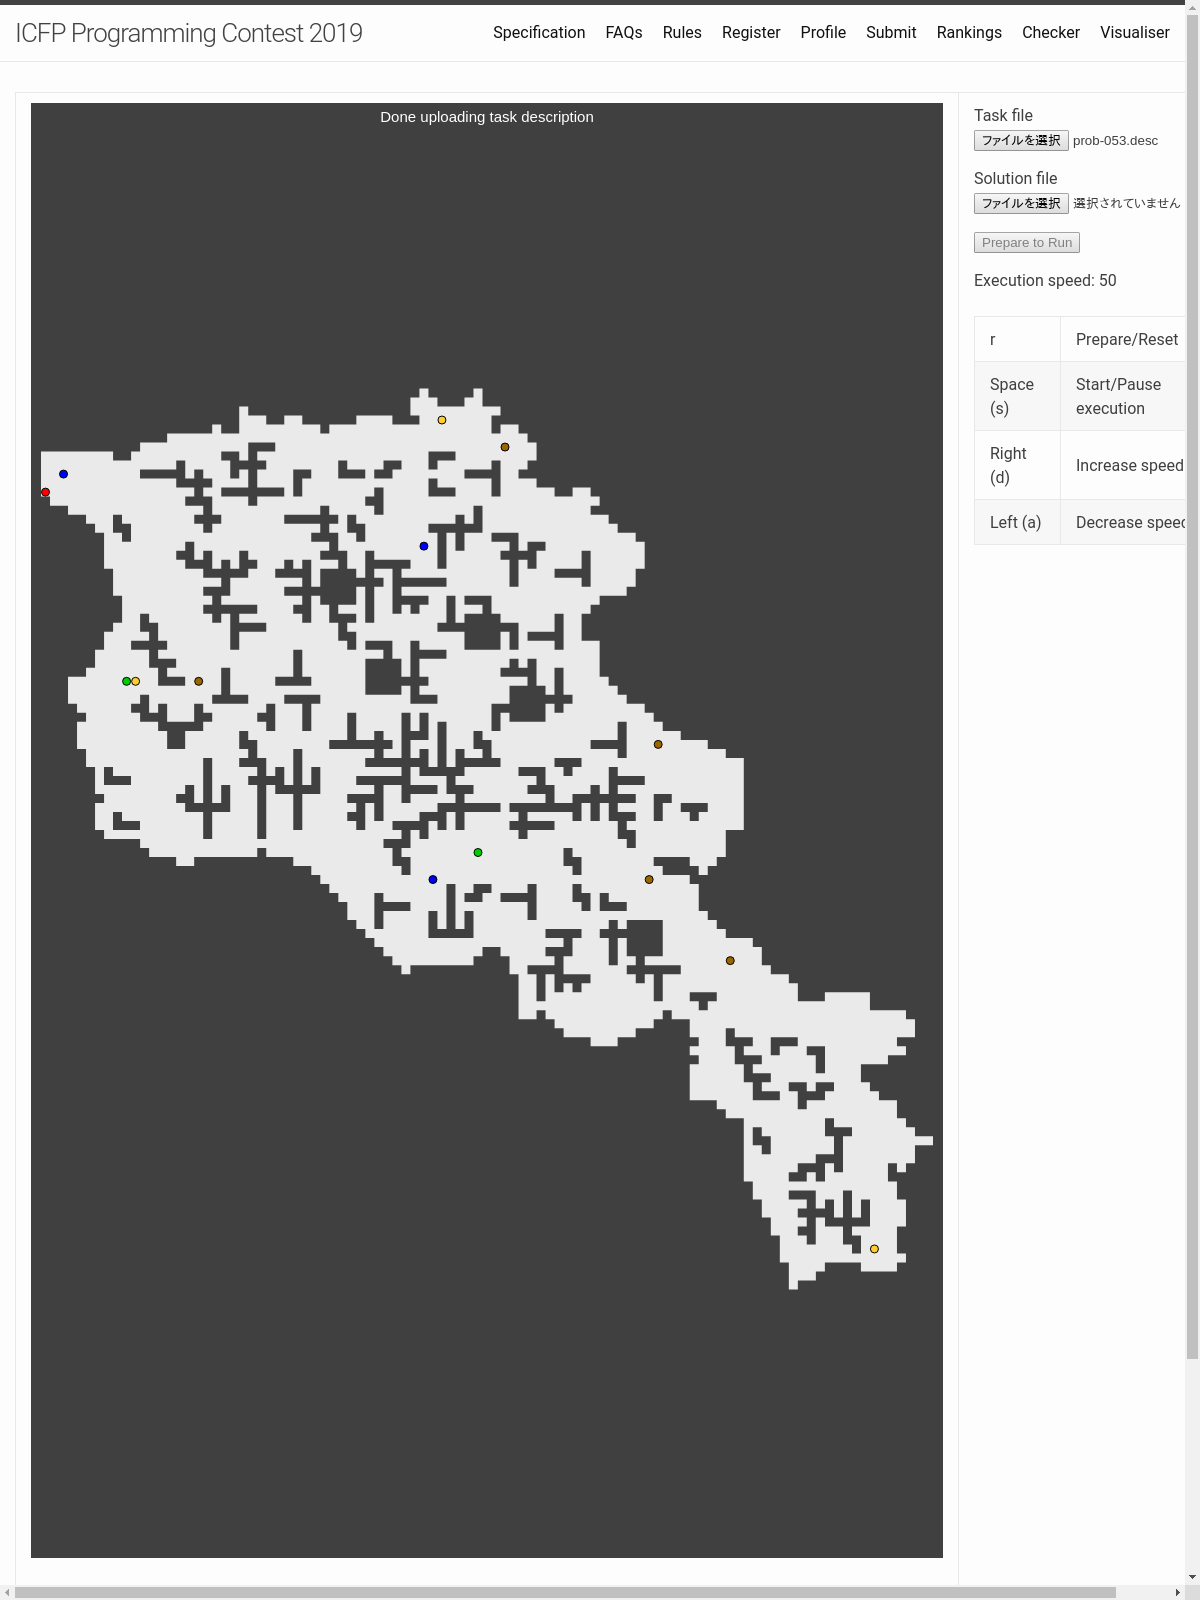 ICFP Programming Contest 2019
Specification FAQs Rules Register Profile Submit Rankings Checker Visualiser
Done uploading task description
Task file
ファイルを選択 prob-053.desc
Solution file
ファイルを選択 選択されていません
Prepare to Run
Execution speed: 50
r Prepare/Reset
Space (s) Start/Pause execution
Right (d) Increase speed
Left (a) Decrease speed